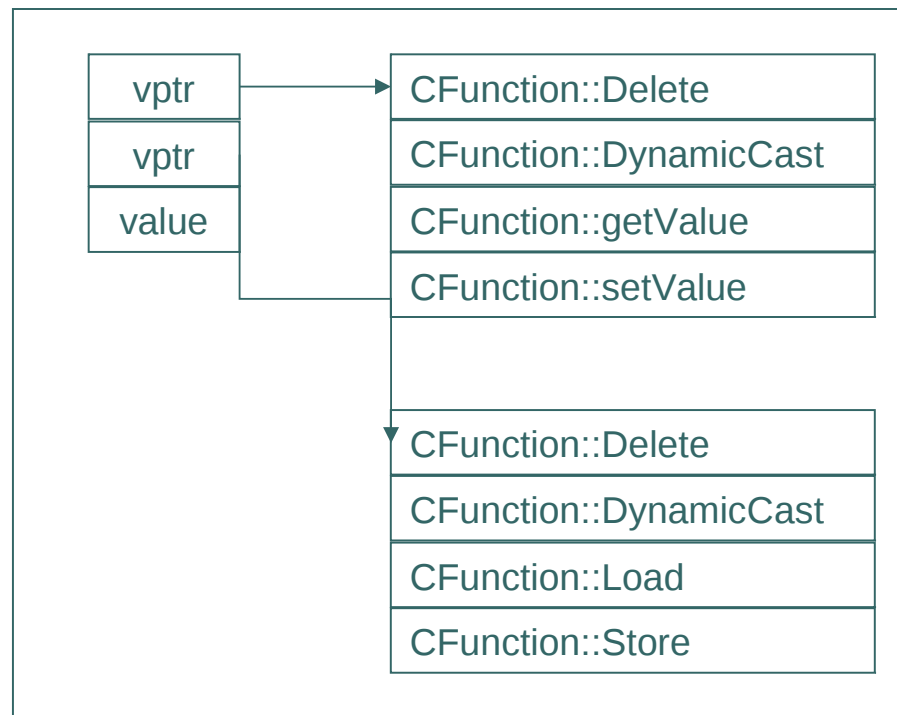 vptr
vptr
value
CFunction::Delete
CFunction::DynamicCast
CFunction::getValue
CFunction::setValue
CFunction::Delete
CFunction::DynamicCast
CFunction::Load
CFunction::Store